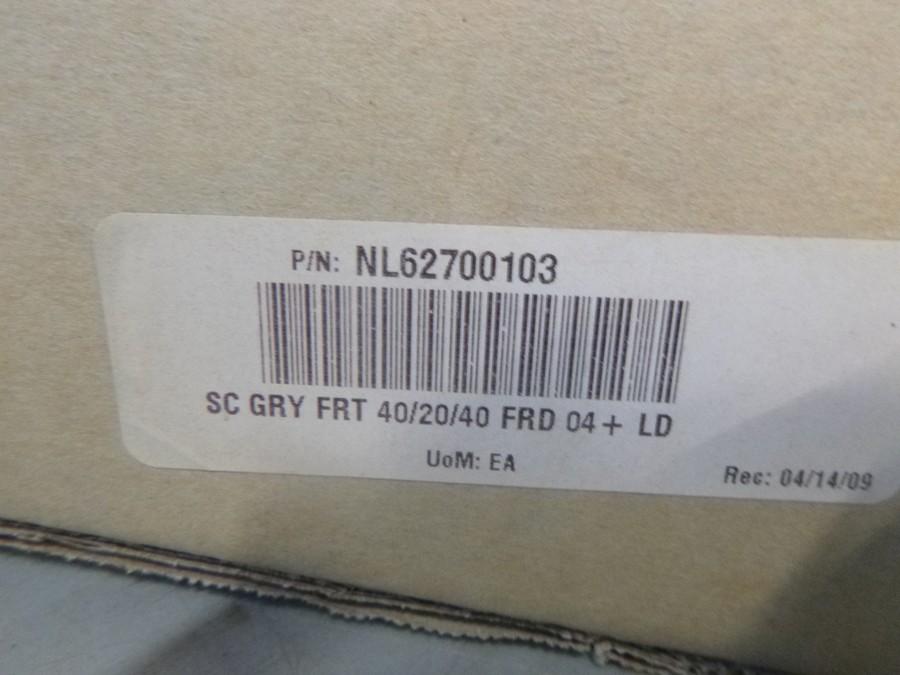 P/N: NL62700103
SC GRY FRT 40/20/40 FRD 04+ LD
UoM: EA
Rec: 04/14/09